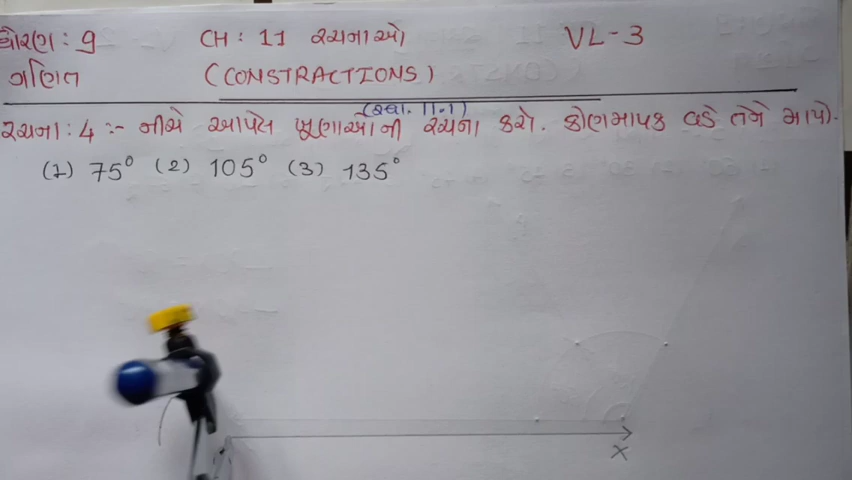 ધોરણ : 9 CH : 11 રચનાઓ VL-3
ગણિત (CONSTRACTIONS)
(સ્વા. 11.1)
રચના : 4 :- નીચે આપેલ ખૂણાઓની રચના કરો. કોણમાપક વડે તેને માપો.
(1) 75° (2) 105° (3) 135°
X